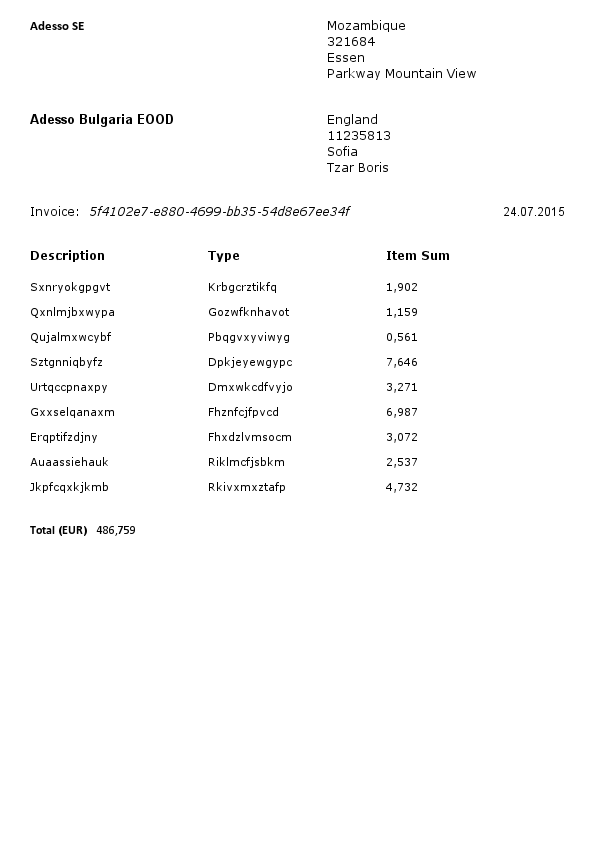 Adesso SE
Mozambique
321684
Essen
Parkway Mountain View
Adesso Bulgaria EOOD
England
11235813
Sofia
Tzar Boris
Invoice: 5f4102e7-e880-4699-bb35-54d8e67ee34f 24.07.2015
Description Type Item Sum
Sxnryokgpgvt Krbgcrztikfq 1,902
Qxnlmjbxwypa Gozwfknhavot 1,159
Qujalmxwcybf Pbqgvxyviwyg 0,561
Sztgnniqbyfz Dpkjeyewgypc 7,646
Urtqccpnaxpy Dmxwkcdfvyjo 3,271
Gxxselqanaxm Fhznfcjfpvcd 6,987
Erqptifzdjny Fhxdzlvmsocm 3,072
Auaassiehauk Riklmcfjsbkm 2,537
Jkpfcqxkjkmb Rkivxmxztafp 4,732
Total (EUR) 486,759